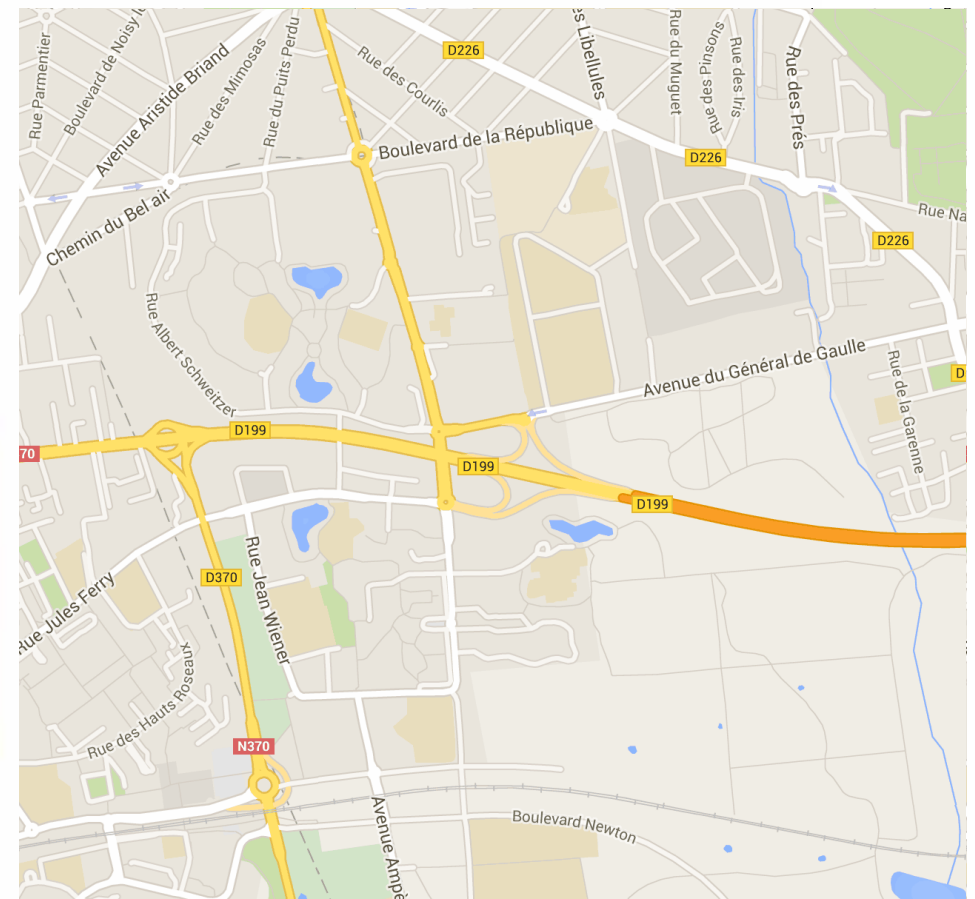 D226
Rue Parmentier
Boulevard de Noisy
Avenue Aristide Briand
Rue des Mimosas
Rue du Puits Perdu
Rue des Courlis
es Libellules
Rue du Muguet
Rue des Pinsons
Rue des Iris
Rue des Prés
Boulevard de la République
D226
Chemin du Bel air
Rue Na
D226
Rue Albert Schweitzer
Avenue du Général de Gaulle
Rue de la Garenne
D
D199
70
D199
D199
Rue Jules Ferry
D370
Rue Jean Wiener
Rue des Hauts Roseaux
N370
Avenue Ampè
Boulevard Newton